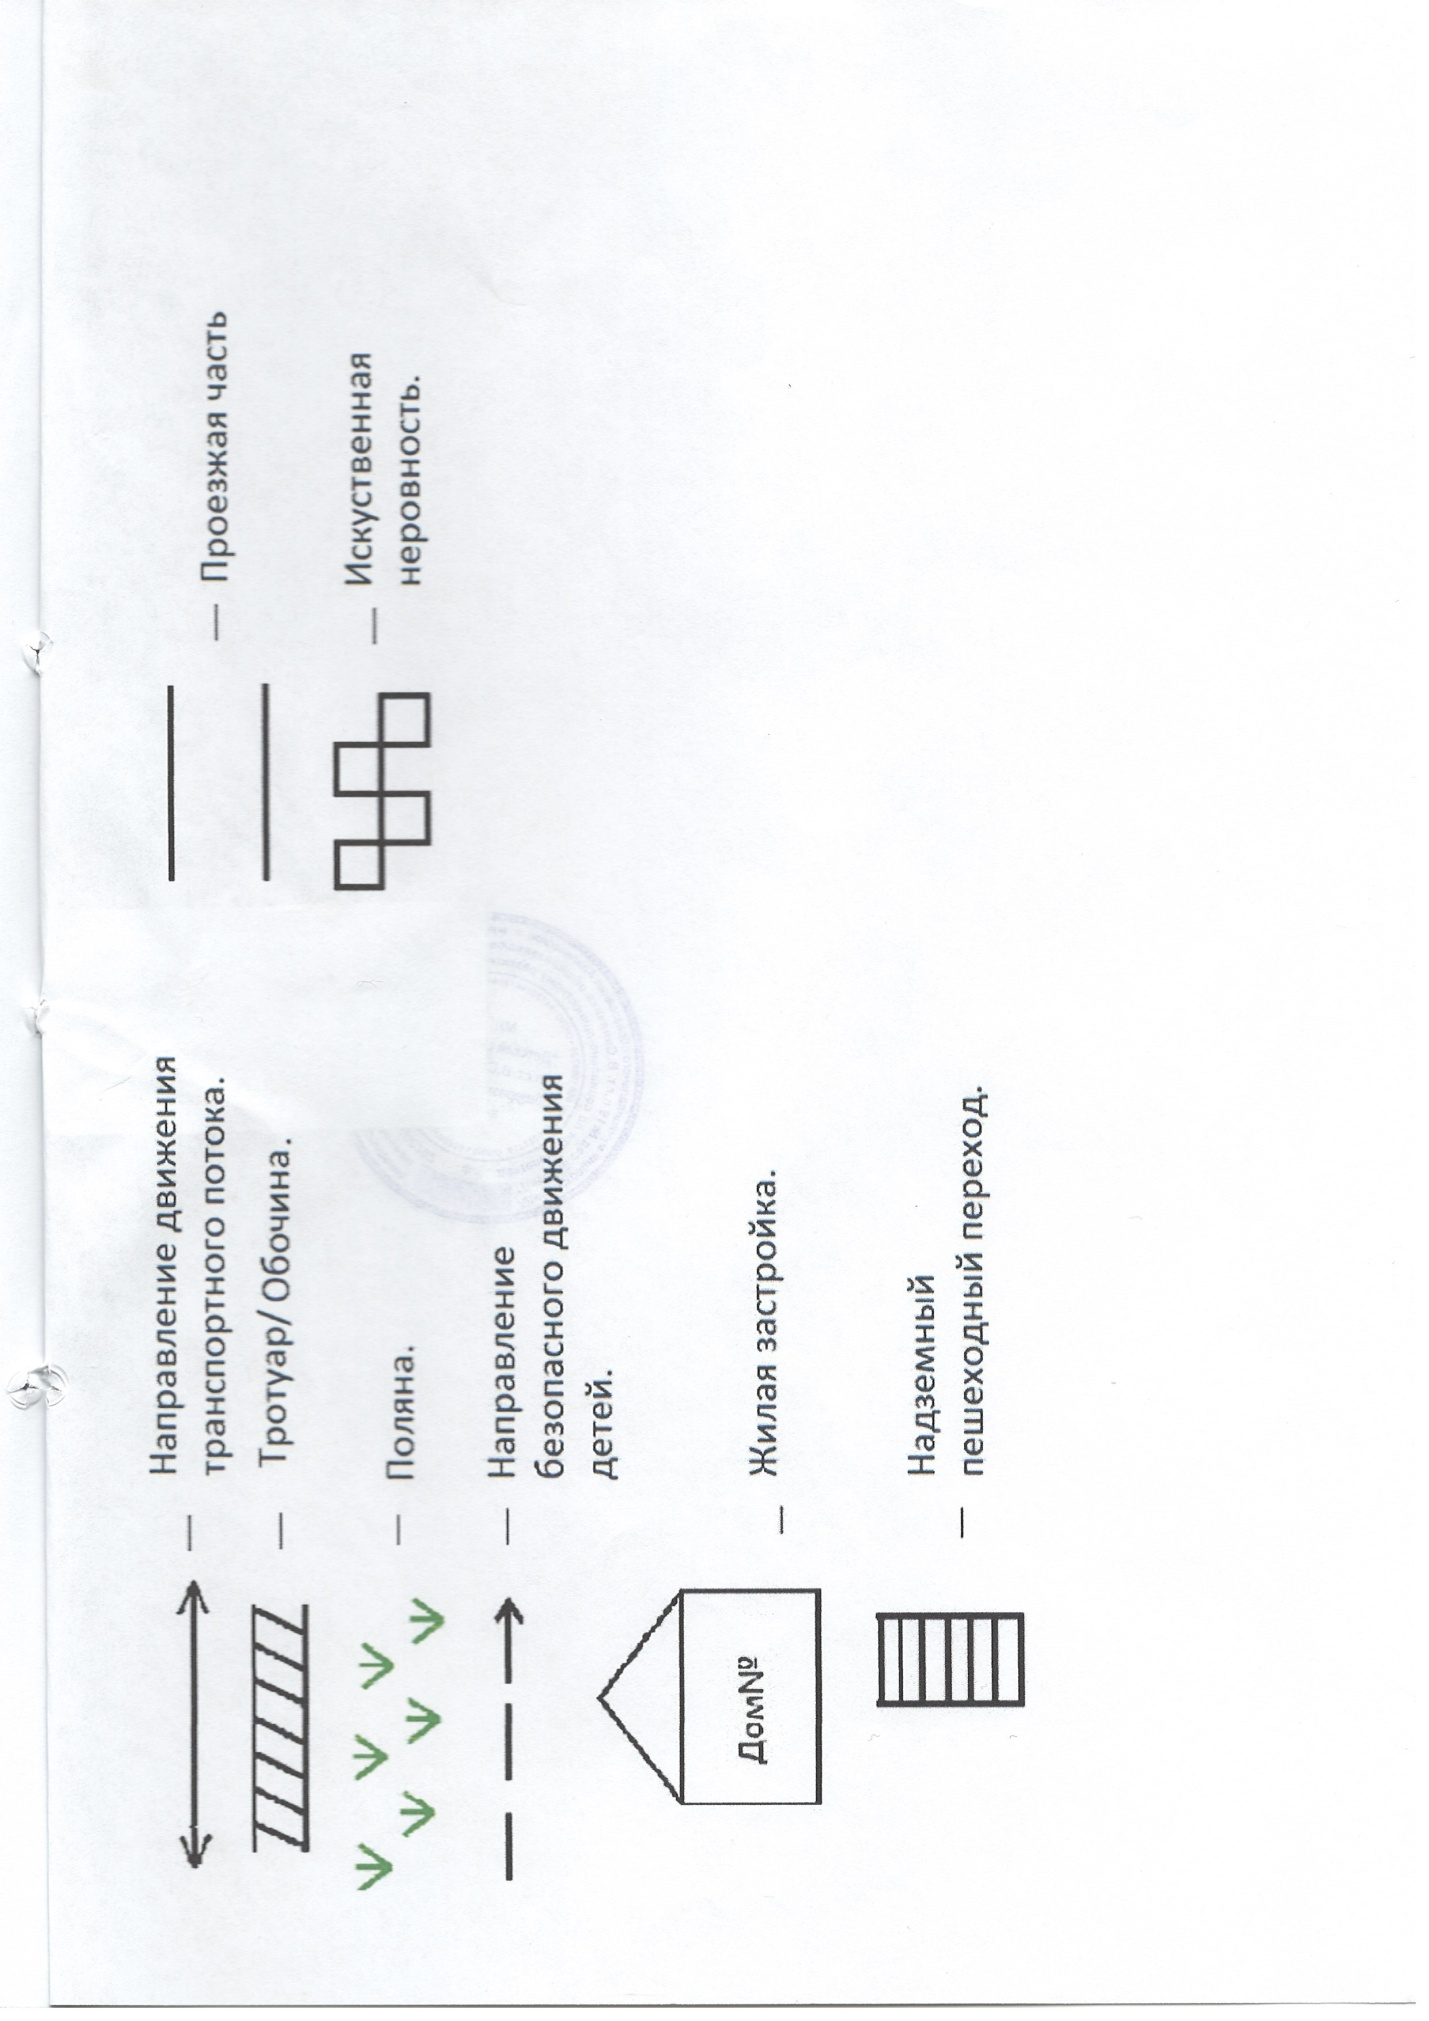 Направление движения
транспортного потока.
Тротуар/ Обочина.
Поляна.
Направление
безопасного движения
детей.
Дом№
Жилая застройка.
Надземный
пешеходный переход.
Проезжая часть
Искуственная
неровность.